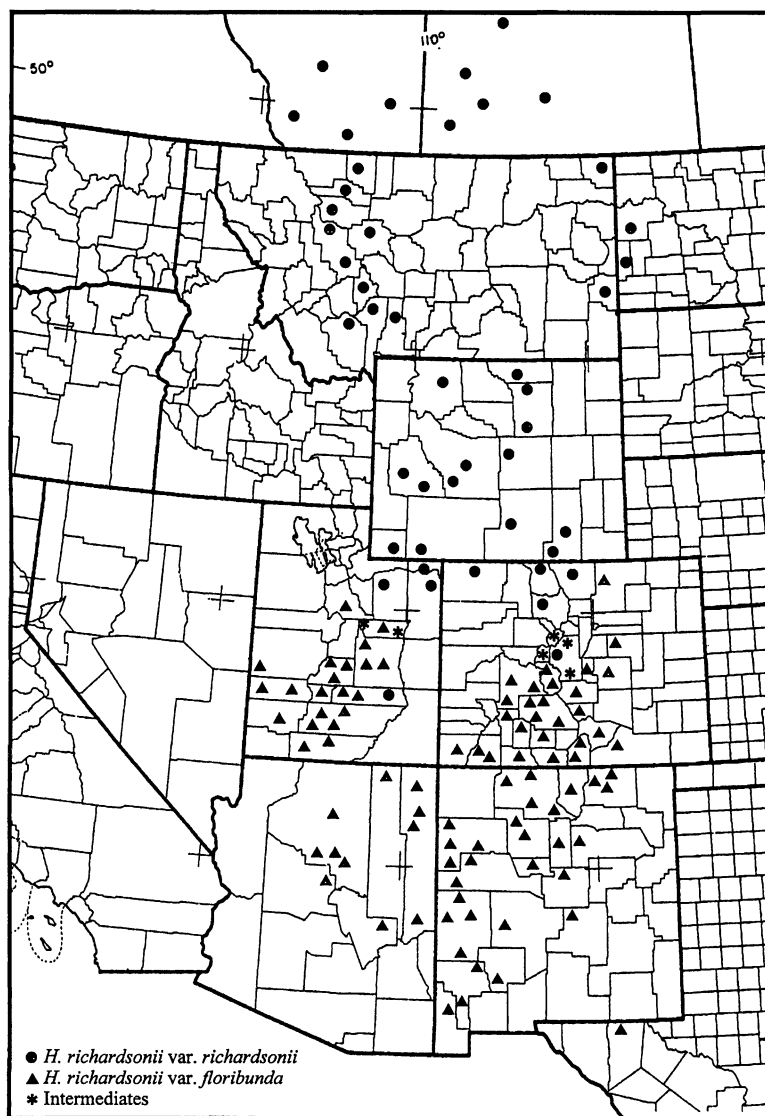 110°
50°
● H. richardsonii var. richardsonii
▲ H. richardsonii var. floribunda
* Intermediates